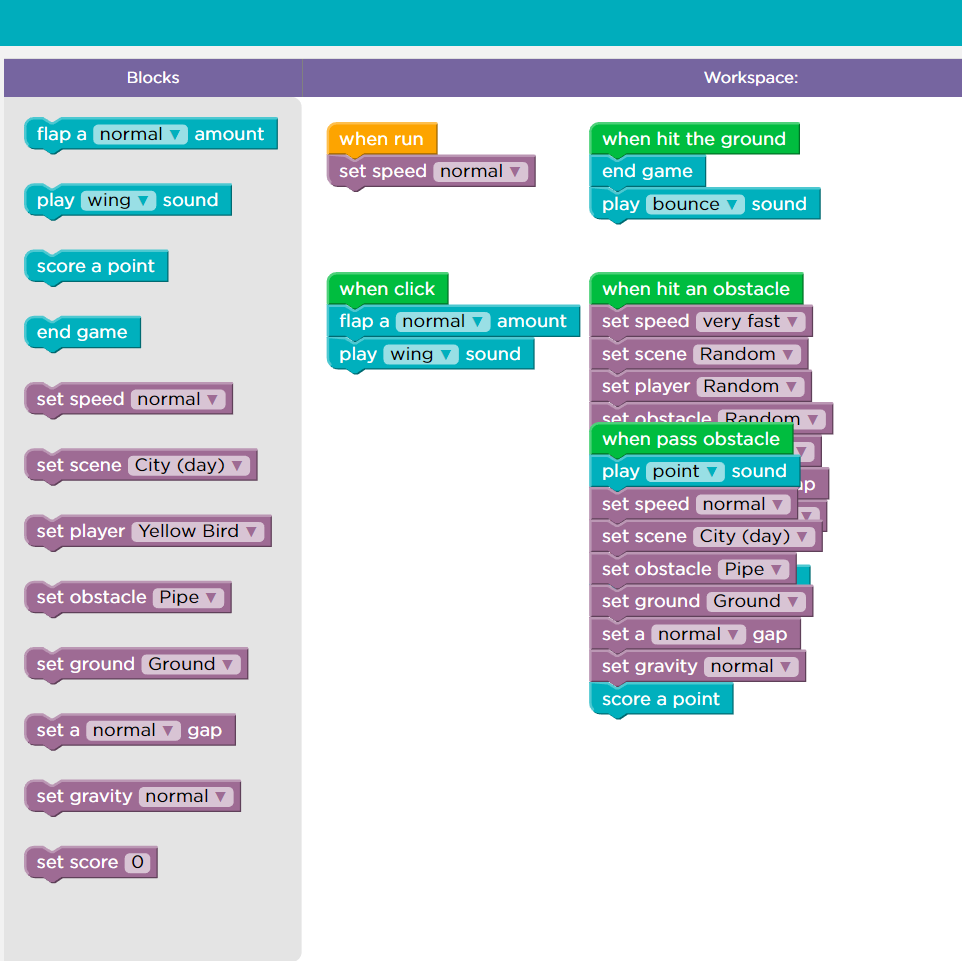 Blocks
Workspace:
flap a normal ▼ amount
play wing ▼ sound
score a point
end game
set speed normal ▼
set scene City (day) ▼
set player Yellow Bird ▼
set obstacle Pipe ▼
set ground Ground ▼
set a normal ▼ gap
set gravity normal ▼
set score 0
when run
set speed normal ▼
when click
flap a normal ▼ amount
play wing ▼ sound
when hit the ground
end game
play bounce ▼ sound
when hit an obstacle
set speed very fast ▼
set scene Random ▼
set player Random ▼
set obstacle Random ▼
when pass obstacle
play point ▼ sound
set speed normal ▼
set scene City (day) ▼
set obstacle Pipe ▼
set ground Ground ▼
set a normal ▼ gap
set gravity normal ▼
score a point